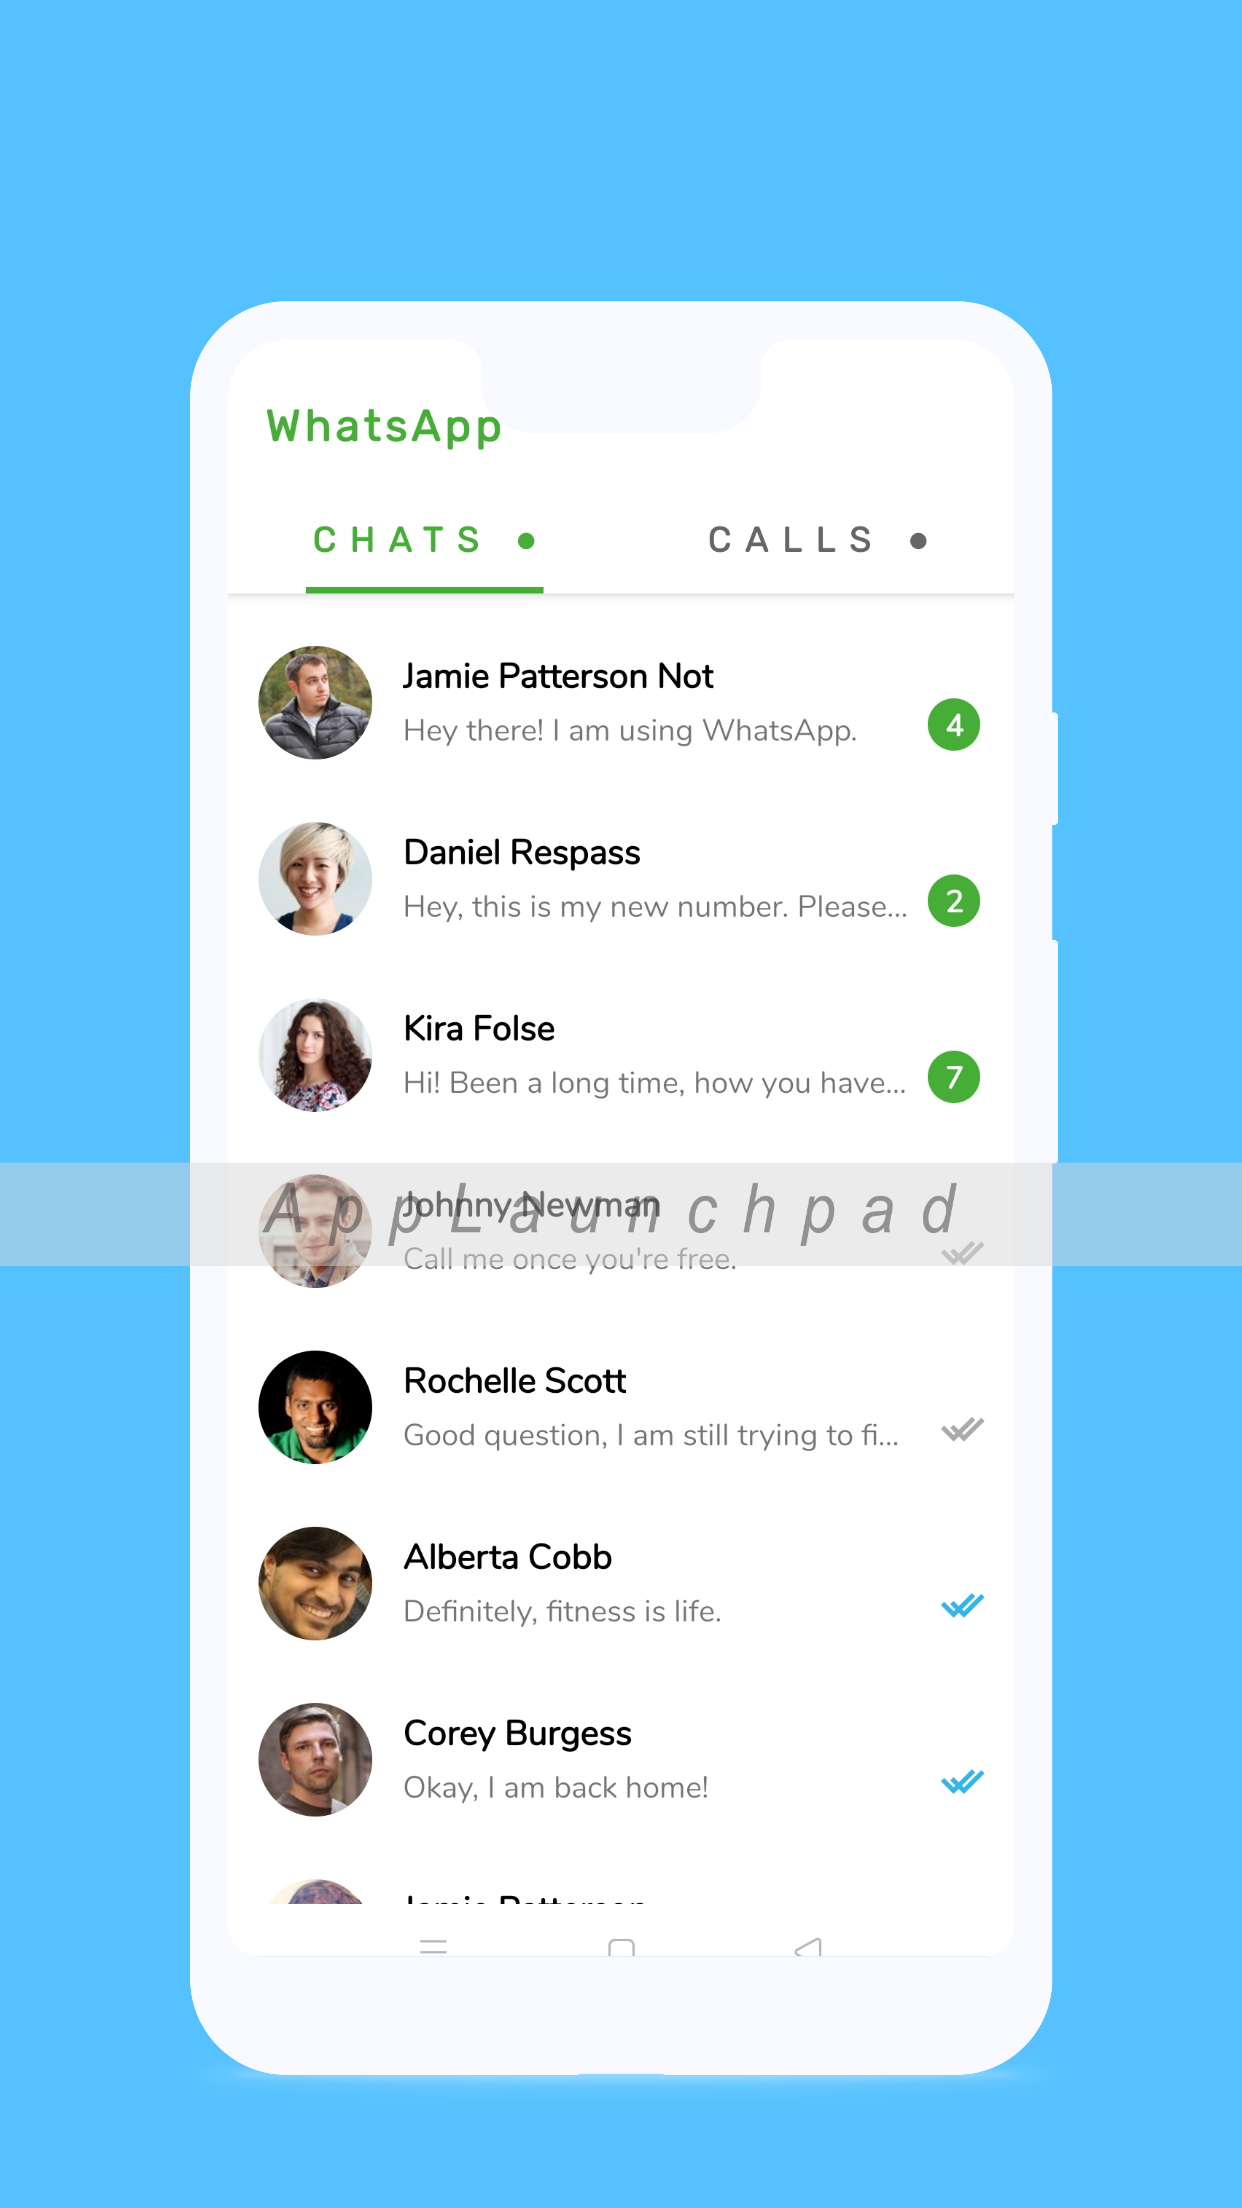 WhatsApp
CHATS
CALLS
Jamie Patterson Not
Hey there! I am using WhatsApp.
4
Daniel Respass
Hey, this is my new number. Please...
2
Kira Folse
Hi! Been a long time, how you have...
7
Johnny Newman
AppLaunchpad
Call me once you're free.
Rochelle Scott
Good question, I am still trying to fi...
Alberta Cobb
Definitely, fitness is life.
Corey Burgess
Okay, I am back home!
Jamie Patterson